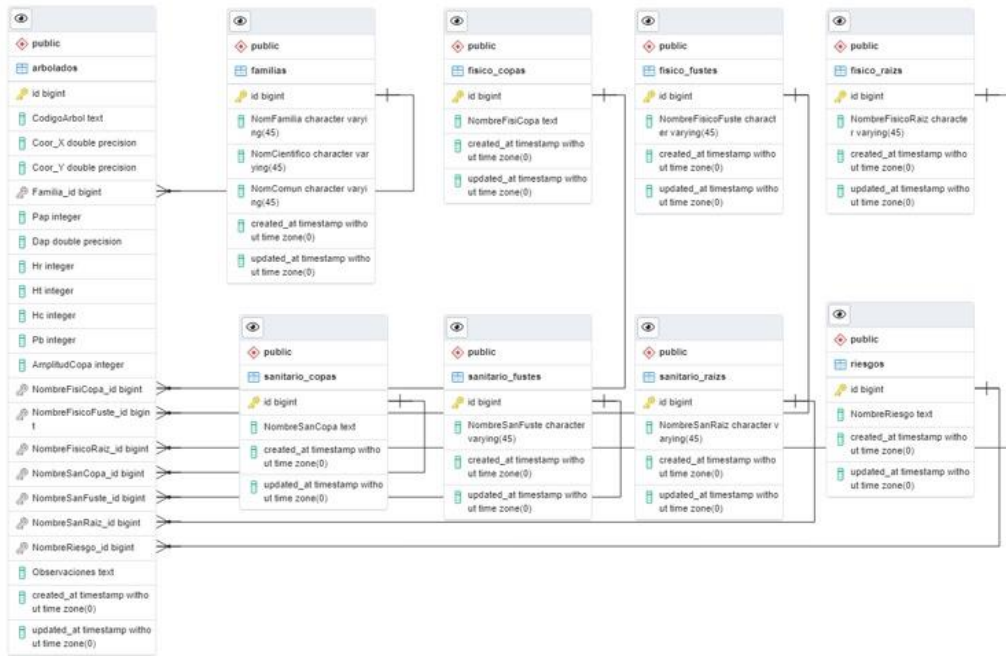 public
arbolados
id bigint
CodigoArbol text
Coor_X double precision
Coor_Y double precision
Familia_id bigint
Pap integer
Dap double precision
Hr integer
Ht integer
Hc integer
Pb integer
AmplitudCopa integer
NombreFisiCopa_id bigint
NombreFisicoFuste_id bigin
t
NombreFisicoRaiz_id bigint
NombreSanCopa_id bigint
NombreSanFuste_id bigint
NombreSanRaiz_id bigint
NombreRiesgo_id bigint
Observaciones text
created_at timestamp witho
ut time zone(0)
updated_at timestamp witho
ut time zone(0)
public
familias
id bigint
NomFamilia character varyi
ng(45)
NomCientifico character var
ying(45)
NomComun character varyi
ng(45)
created_at timestamp witho
ut time zone(0)
updated_at timestamp witho
ut time zone(0)
public
fisico_copas
id bigint
NombreFisiCopa text
created_at timestamp witho
ut time zone(0)
updated_at timestamp witho
ut time zone(0)
public
fisico_fustes
id bigint
NombreFisicoFuste charact
er varying(45)
created_at timestamp witho
ut time zone(0)
updated_at timestamp witho
ut time zone(0)
public
fisico_raizs
id bigint
NombreFisicoRaiz characte
r varying(45)
created_at timestamp witho
ut time zone(0)
updated_at timestamp witho
ut time zone(0)
public
sanitario_copas
id bigint
NombreSanCopa text
created_at timestamp witho
ut time zone(0)
updated_at timestamp witho
ut time zone(0)
public
sanitario_fustes
id bigint
NombreSanFuste character
varying(45)
created_at timestamp witho
ut time zone(0)
updated_at timestamp witho
ut time zone(0)
public
sanitario_raizs
id bigint
NombreSanRaiz character v
arying(45)
created_at timestamp witho
ut time zone(0)
updated_at timestamp witho
ut time zone(0)
public
riesgos
id bigint
NombreRiesgo text
created_at timestamp witho
ut time zone(0)
updated_at timestamp witho
ut time zone(0)